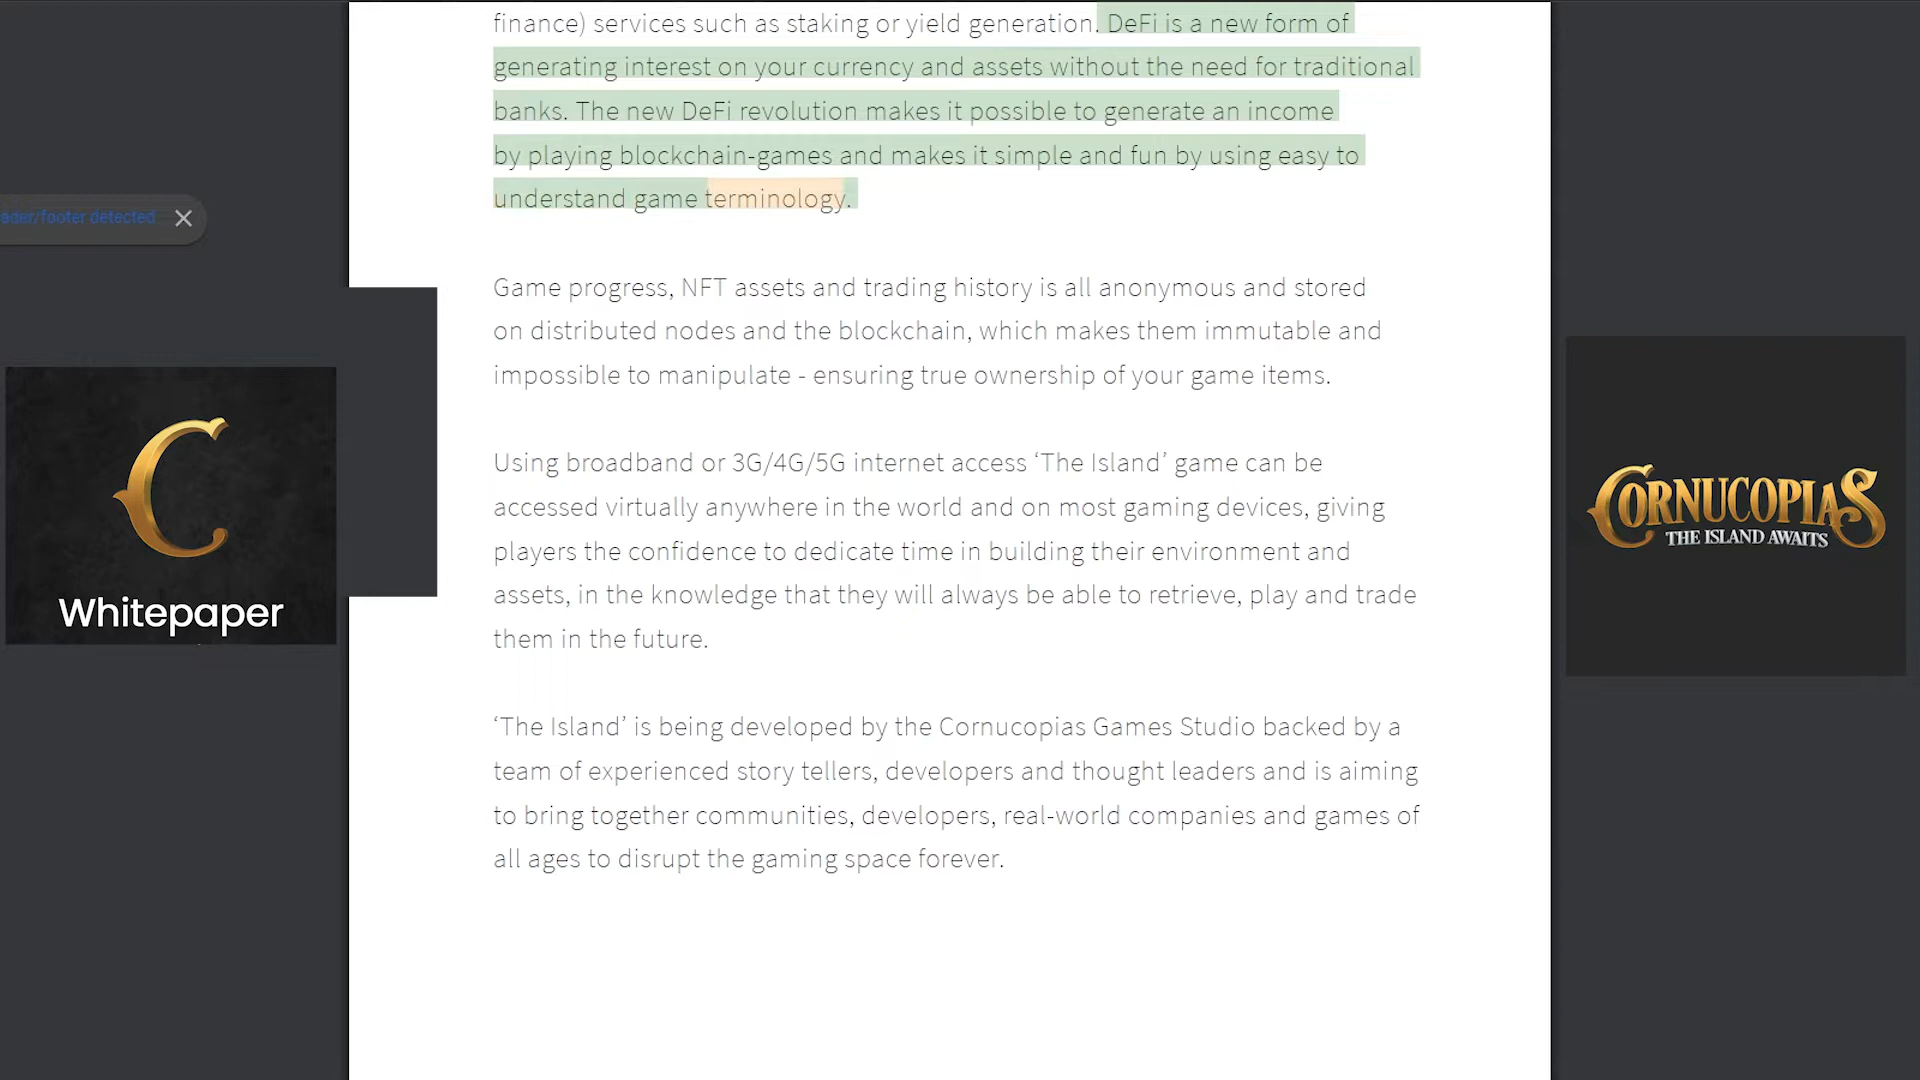 finance) services such as staking or yield generation. DeFi is a new form of
generating interest on your currency and assets without the need for traditional
banks. The new DeFi revolution makes it possible to generate an income
by playing blockchain-games and makes it simple and fun by using easy to
understand game terminology.
ader/footer detected
Game progress, NFT assets and trading history is all anonymous and stored
on distributed nodes and the blockchain, which makes them immutable and
impossible to manipulate - ensuring true ownership of your game items.
Using broadband or 3G/4G/5G internet access ‘The Island’ game can be
accessed virtually anywhere in the world and on most gaming devices, giving
players the confidence to dedicate time in building their environment and
assets, in the knowledge that they will always be able to retrieve, play and trade
them in the future.
‘The Island’ is being developed by the Cornucopias Games Studio backed by a
team of experienced story tellers, developers and thought leaders and is aiming
to bring together communities, developers, real-world companies and games of
all ages to disrupt the gaming space forever.
C
Whitepaper
CORNUCOPIAS
THE ISLAND AWAITS